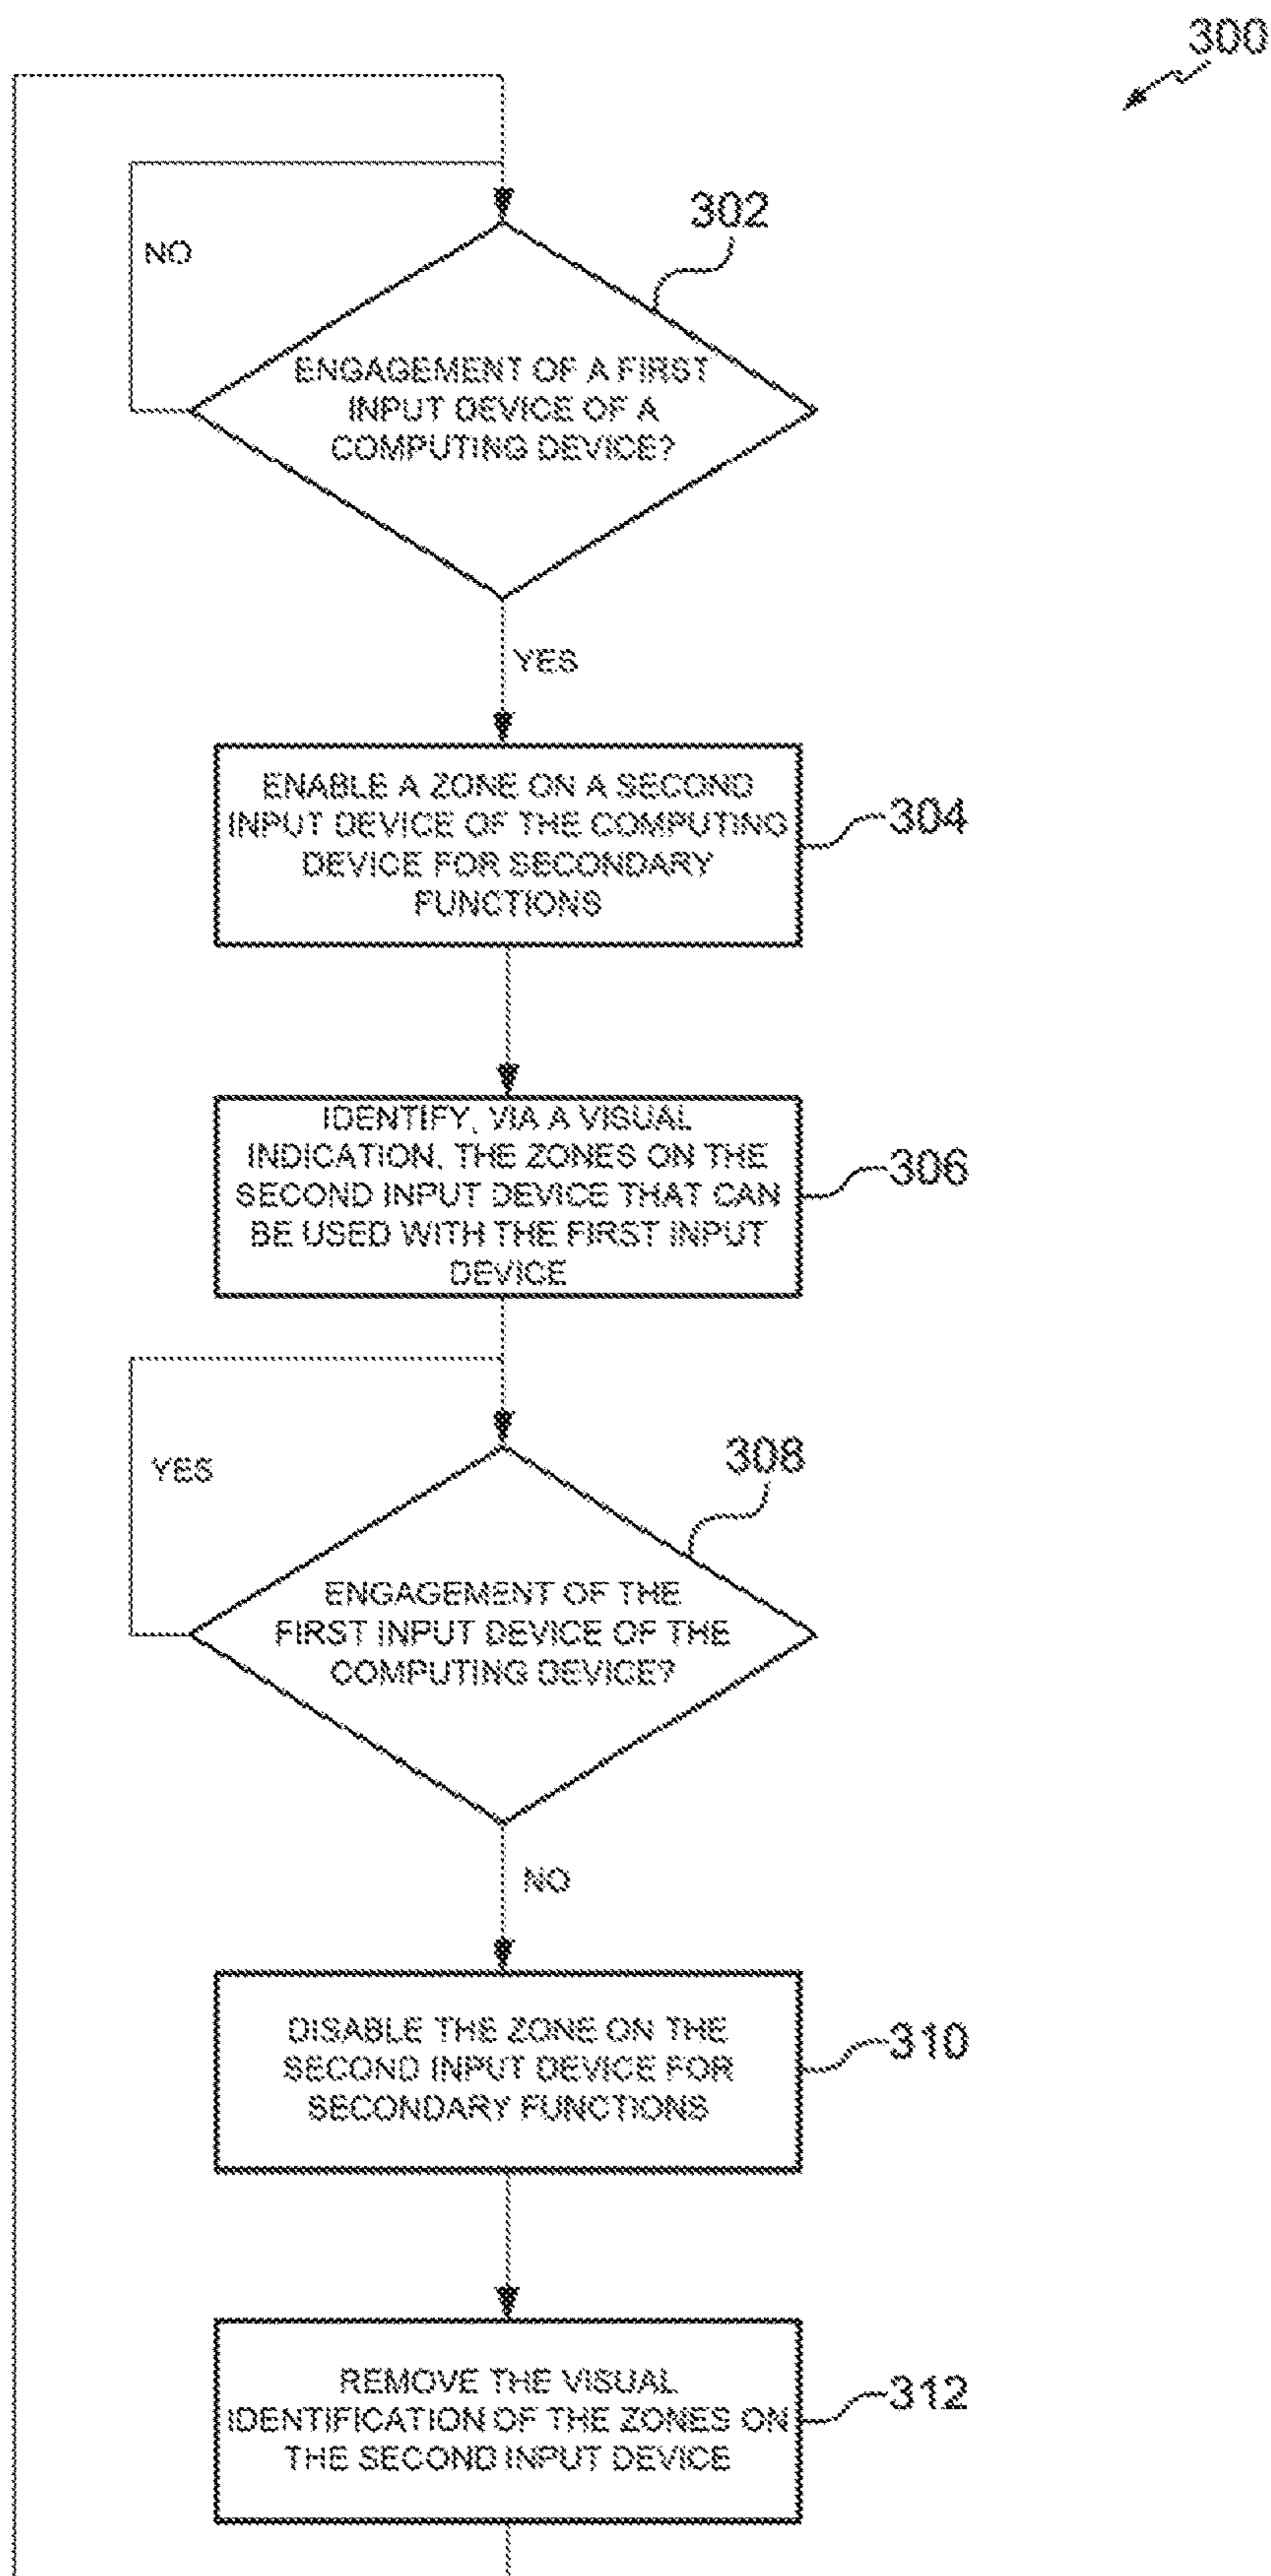 300
302
NO
ENGAGEMENT OF A FIRST
INPUT DEVICE OF A
COMPUTING DEVICE?
YES
ENABLE A ZONE ON A SECOND
INPUT DEVICE OF THE COMPUTING
DEVICE FOR SECONDARY
FUNCTIONS
304
IDENTIFY, VIA A VISUAL
INDICATION, THE ZONES ON THE
SECOND INPUT DEVICE THAT CAN
BE USED WITH THE FIRST INPUT
DEVICE
306
308
YES
ENGAGEMENT OF THE
FIRST INPUT DEVICE OF THE
COMPUTING DEVICE?
NO
DISABLE THE ZONE ON THE
SECOND INPUT DEVICE FOR
SECONDARY FUNCTIONS
310
REMOVE THE VISUAL
IDENTIFICATION OF THE ZONES ON
THE SECOND INPUT DEVICE
312